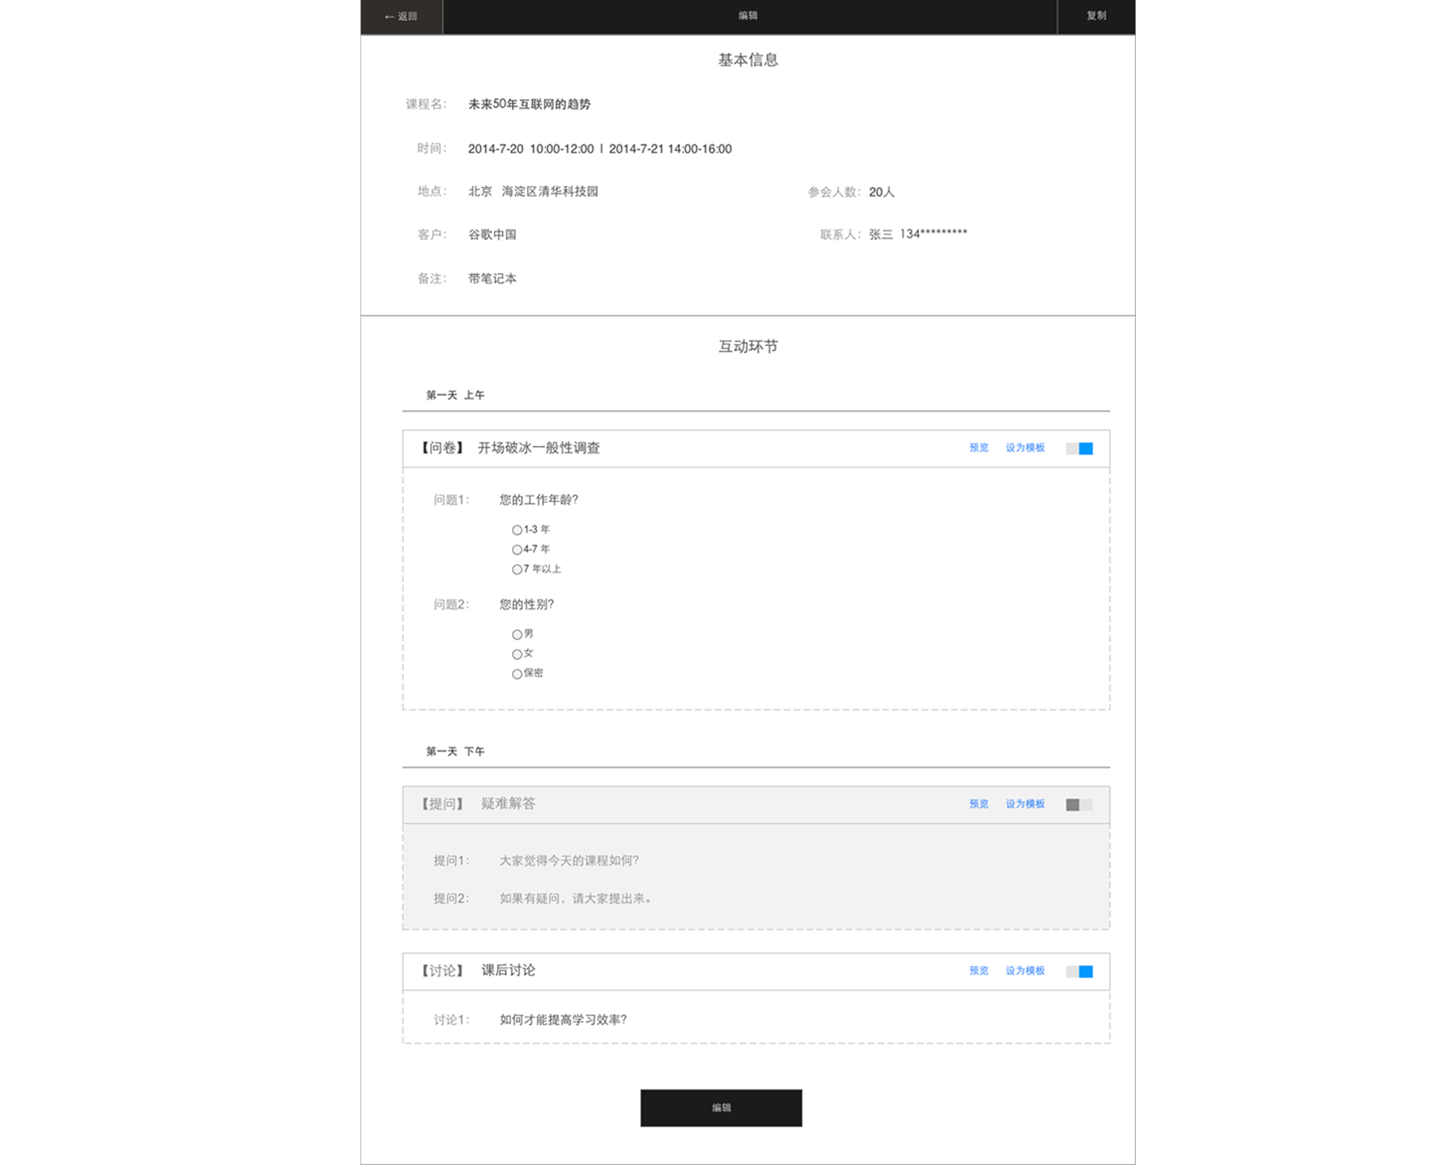 ← 返回 编辑 复制
基本信息
课程名： 未来50年互联网的趋势
时间： 2014-7-20 10:00-12:00 | 2014-7-21 14:00-16:00
地点： 北京 海淀区清华科技园 参会人数： 20人
客户： 谷歌中国 联系人： 张三 134*********
备注： 带笔记本
互动环节
第一天 上午
【问卷】 开场破冰一般性调查 预览 设为模板
问题1： 您的工作年龄?
1-3 年
4-7 年
7 年以上
问题2： 您的性别?
男
女
保密
第一天 下午
【提问】 疑难解答 预览 设为模板
提问1： 大家觉得今天的课程如何?
提问2： 如果有疑问，请大家提出来。
【讨论】 课后讨论 预览 设为模板
讨论1： 如何才能提高学习效率?
编辑